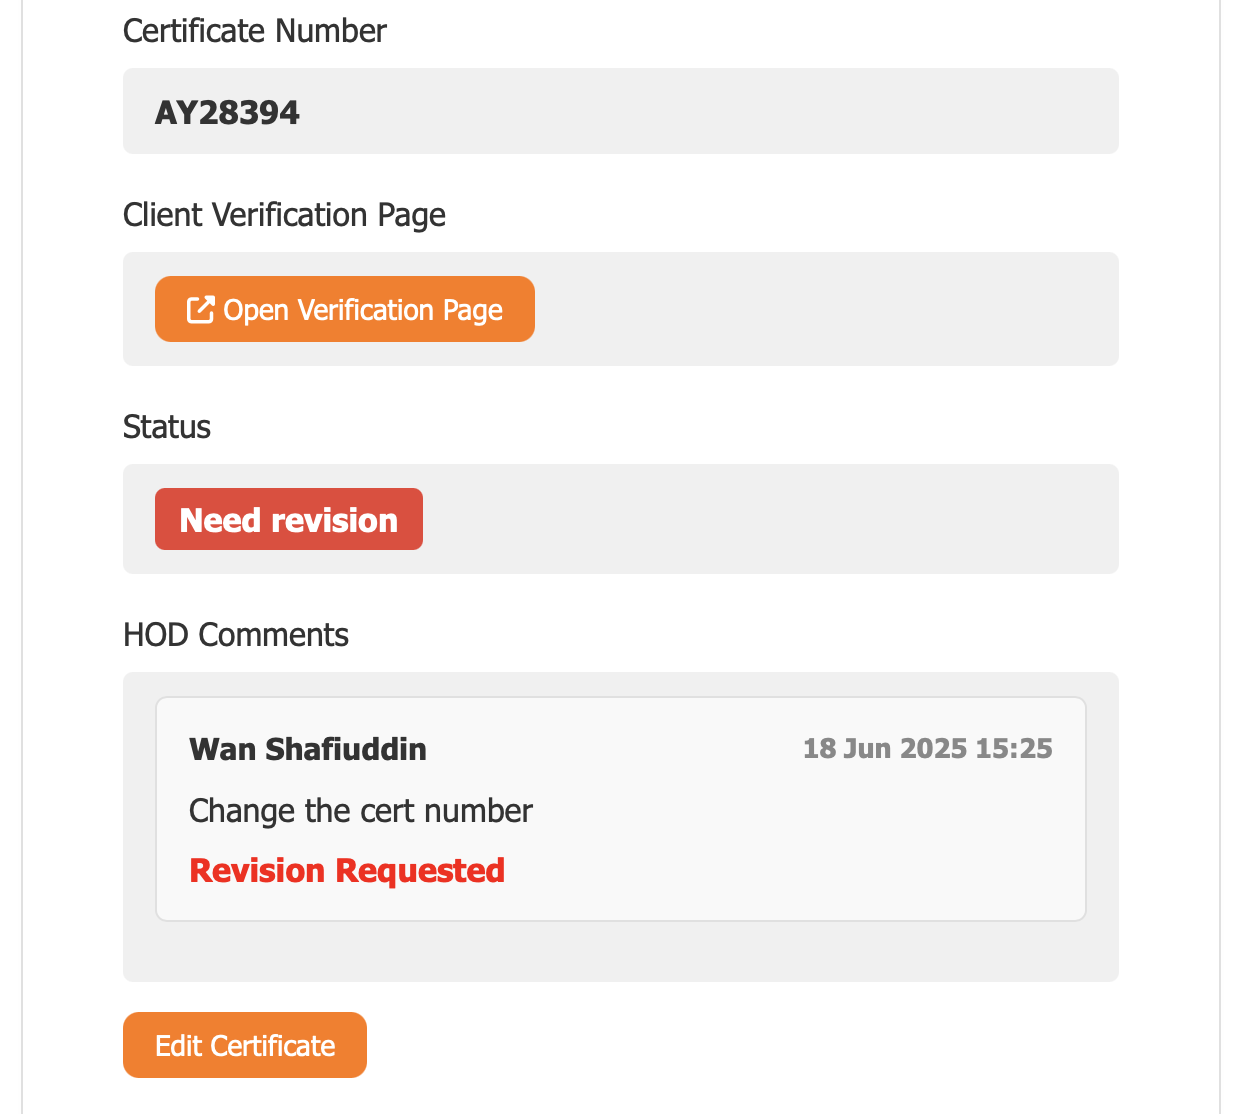 Certificate Number
AY28394
Client Verification Page
Open Verification Page
Status
Need revision
HOD Comments
Wan Shafiuddin
18 Jun 2025 15:25
Change the cert number
Revision Requested
Edit Certificate